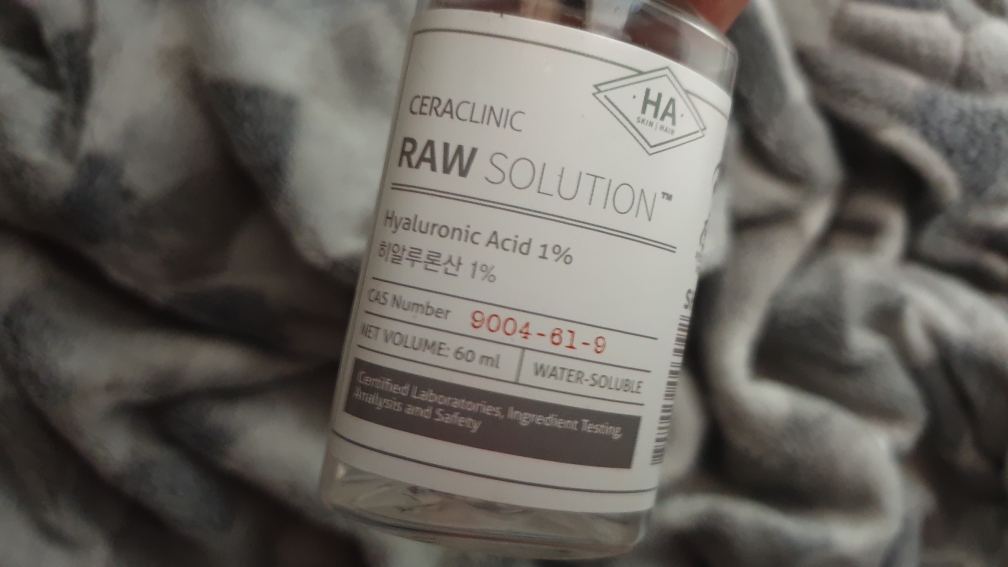 HA
SKIN | HAIR
CERACLINIC
RAW SOLUTION™
Hyaluronic Acid 1%
히알루론산 1%
CAS Number 9004-61-9
NET VOLUME: 60 ml
WATER-SOLUBLE
Certified Laboratories, Ingredient Testing,
Analysis and Safety